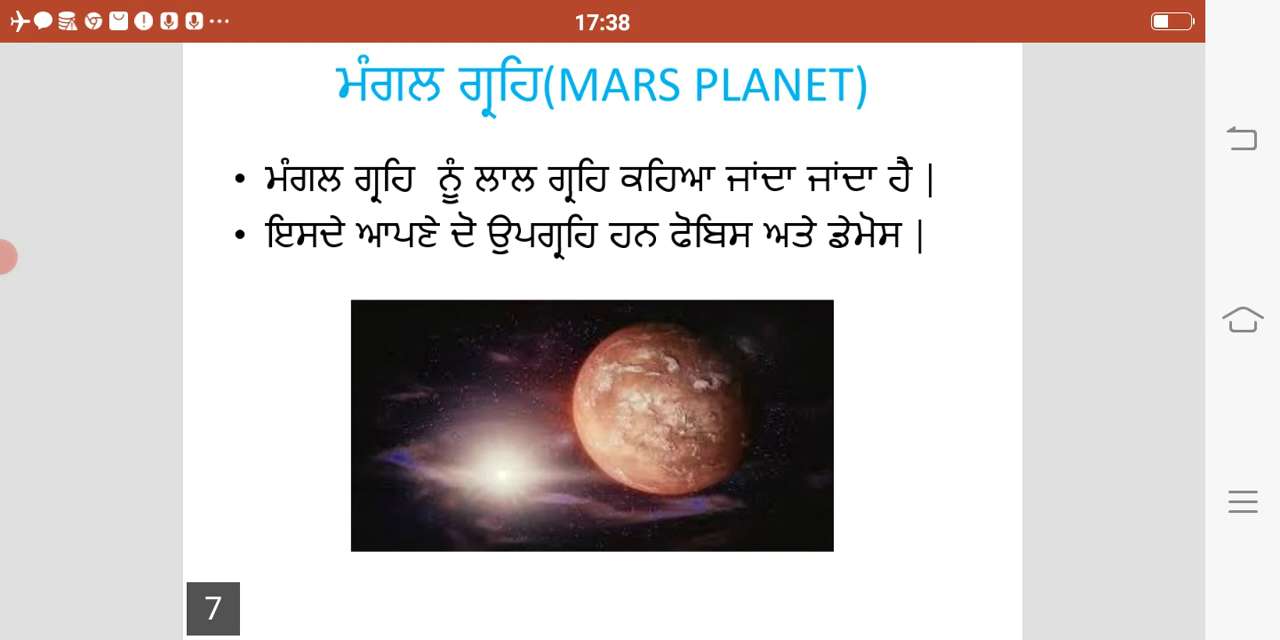 17:38
ਮੰਗਲ ਗ੍ਰਹਿ(MARS PLANET)
• ਮੰਗਲ ਗ੍ਰਹਿ ਨੂੰ ਲਾਲ ਗ੍ਰਹਿ ਕਹਿਆ ਜਾਂਦਾ ਜਾਂਦਾ ਹੈ |
• ਇਸਦੇ ਆਪਣੇ ਦੋ ਉਪਗ੍ਰਹਿ ਹਨ ਫੋਬਿਸ ਅਤੇ ਡੇਮੋਸ |
7